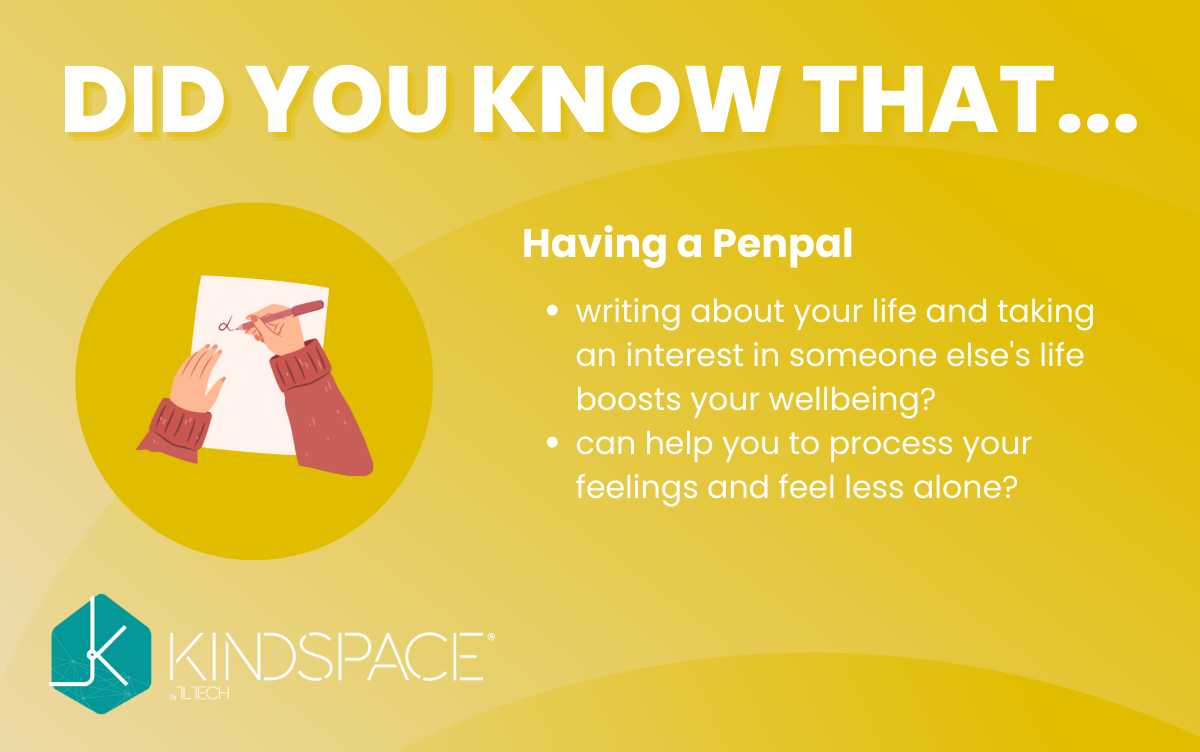 DID YOU KNOW THAT...
Having a Penpal
• writing about your life and taking
an interest in someone else's life
boosts your wellbeing?
• can help you to process your
feelings and feel less alone?
KINDSPACE®
by 1L1TECH